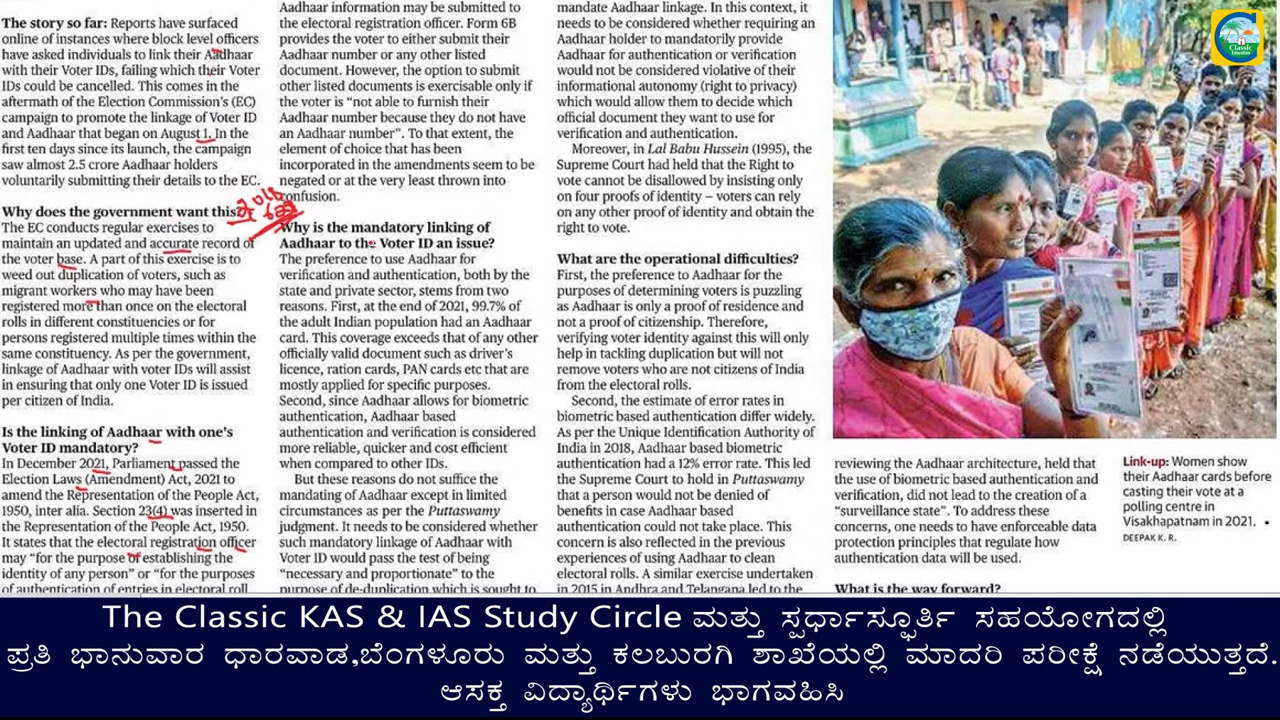 The story so far: Reports have surfaced
online of instances where block level officers
have asked individuals to link their Aadhaar
with their Voter IDs, failing which their Voter
IDs could be cancelled. This comes in the
aftermath of the Election Commission's (EC)
campaign to promote the linkage of Voter ID
and Aadhaar that began on August 1. In the
first ten days since its launch, the campaign
saw almost 2.5 crore Aadhaar holders
voluntarily submitting their details to the EC.
Why does the government want this?
The EC conducts regular exercises to
maintain an updated and accurate record of
the voter base. A part of this exercise is to
weed out duplication of voters, such as
migrant workers who may have been
registered more than once on the electoral
rolls in different constituencies or for
persons registered multiple times within the
same constituency. As per the government,
linkage of Aadhaar with voter IDs will assist
in ensuring that only one Voter ID is issued
per citizen of India.
Is the linking of Aadhaar with one's
Voter ID mandatory?
In December 2021, Parliament passed the
Election Laws (Amendment) Act, 2021 to
amend the Representation of the People Act,
1950, inter alia. Section 23(4) was inserted in
the Representation of the People Act, 1950.
It states that the electoral registration officer
may "for the purpose of establishing the
identity of any person" or "for the purposes
of authentication of entries in electoral roll
Aadhaar information may be submitted to
the electoral registration officer. Form 6B
provides the voter to either submit their
Aadhaar number or any other listed
document. However, the option to submit
other listed documents is exercisable only if
the voter is "not able to furnish their
Aadhaar number because they do not have
an Aadhaar number". To that extent, the
element of choice that has been
incorporated in the amendments seem to be
negated or at the very least thrown into
confusion.
Why is the mandatory linking of
Aadhaar to the Voter ID an issue?
The preference to use Aadhaar for
verification and authentication, both by the
state and private sector, stems from two
reasons. First, at the end of 2021, 99.7% of
the adult Indian population had an Aadhaar
card. This coverage exceeds that of any other
officially valid document such as driver's
licence, ration cards, PAN cards etc that are
mostly applied for specific purposes.
Second, since Aadhaar allows for biometric
authentication, Aadhaar based
authentication and verification is considered
more reliable, quicker and cost efficient
when compared to other IDs.
But these reasons do not suffice the
mandating of Aadhaar except in limited
circumstances as per the Puttaswamy
judgment. It needs to be considered whether
such mandatory linkage of Aadhaar with
Voter ID would pass the test of being
"necessary and proportionate" to the
purpose of de-duplication which is sought to
mandate Aadhaar linkage. In this context, it
needs to be considered whether requiring an
Aadhaar holder to mandatorily provide
Aadhaar for authentication or verification
would not be considered violative of their
informational autonomy (right to privacy)
which would allow them to decide which
official document they want to use for
verification and authentication.
Moreover, in Lal Babu Hussein (1995), the
Supreme Court had held that the Right to
vote cannot be disallowed by insisting only
on four proofs of identity – voters can rely
on any other proof of identity and obtain the
right to vote.
What are the operational difficulties?
First, the preference to Aadhaar for the
purposes of determining voters is puzzling
as Aadhaar is only a proof of residence and
not a proof of citizenship. Therefore,
verifying voter identity against this will only
help in tackling duplication but will not
remove voters who are not citizens of India
from the electoral rolls.
Second, the estimate of error rates in
biometric based authentication differ widely.
As per the Unique Identification Authority of
India in 2018, Aadhaar based biometric
authentication had a 12% error rate. This led
the Supreme Court to hold in Puttaswamy
that a person would not be denied of
benefits in case Aadhaar based
authentication could not take place. This
concern is also reflected in the previous
experiences of using Aadhaar to clean
electoral rolls. A similar exercise undertaken
in 2015 in Andhra and Telangana led to the
reviewing the Aadhaar architecture, held that
the use of biometric based authentication and
verification, did not lead to the creation of a
"surveillance state". To address these
concerns, one needs to have enforceable data
protection principles that regulate how
authentication data will be used.
What is the way forward?
Link-up: Women show
their Aadhaar cards before
casting their vote at a
polling centre in
Visakhapatnam in 2021. •
DEEPAK K. R.
Classic
Education
The Classic KAS & IAS Study Circle ಮತ್ತು ಸ್ಪರ್ಧಾಸ್ಫೂರ್ತಿ ಸಹಯೋಗದಲ್ಲಿ
ಪ್ರತಿ ಭಾನುವಾರ ಧಾರವಾಡ,ಬೆಂಗಳೂರು ಮತ್ತು ಕಲಬುರಗಿ ಶಾಖೆಯಲ್ಲಿ ಮಾದರಿ ಪರೀಕ್ಷೆ ನಡೆಯುತ್ತದೆ.
ಆಸಕ್ತ ವಿದ್ಯಾರ್ಥಿಗಳು ಭಾಗವಹಿಸಿ